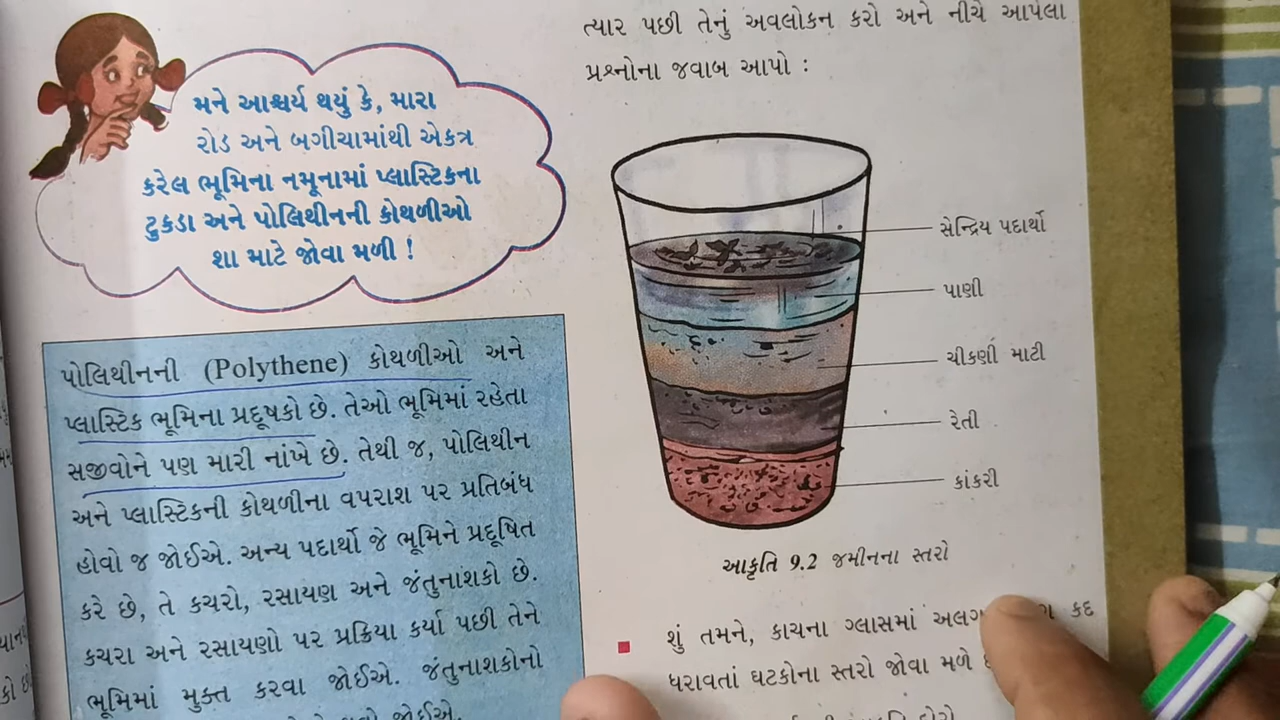 મને આશ્ચર્ય થયું કે, મારા
રોડ અને બગીચામાંથી એકત્ર
કરેલ ભૂમિના નમૂનામાં પ્લાસ્ટિકના
ટુકડા અને પોલિથીનની કોથળીઓ
શા માટે જોવા મળી !
પોલિથીનની (Polythene) કોથળીઓ અને
પ્લાસ્ટિક ભૂમિના પ્રદૂષકો છે. તેઓ ભૂમિમાં રહેતા
સજીવોને પણ મારી નાંખે છે. તેથી જ, પોલિથીન
અને પ્લાસ્ટિકની કોથળીના વપરાશ પર પ્રતિબંધ
હોવો જ જોઈએ. અન્ય પદાર્થો જે ભૂમિને પ્રદૂષિત
કરે છે, તે કચરો, રસાયણ અને જંતુનાશકો છે.
કચરા અને રસાયણો પર પ્રક્રિયા કર્યા પછી તેને
ભૂમિમાં મુક્ત કરવા જોઈએ. જંતુનાશકોનો
જોઈએ.
ત્યાર પછી તેનું અવલોકન કરો અને નીચે આપેલા
પ્રશ્નોના જવાબ આપો :
સેન્દ્રિય પદાર્થો
પાણી
ચીકણી માટી
રેતી
કાંકરી
આકૃતિ 9.2 જમીનના સ્તરો
શું તમને, કાચના ગ્લાસમાં કદ
ધરાવતાં ઘટકોના સ્તરો જોવા મળે